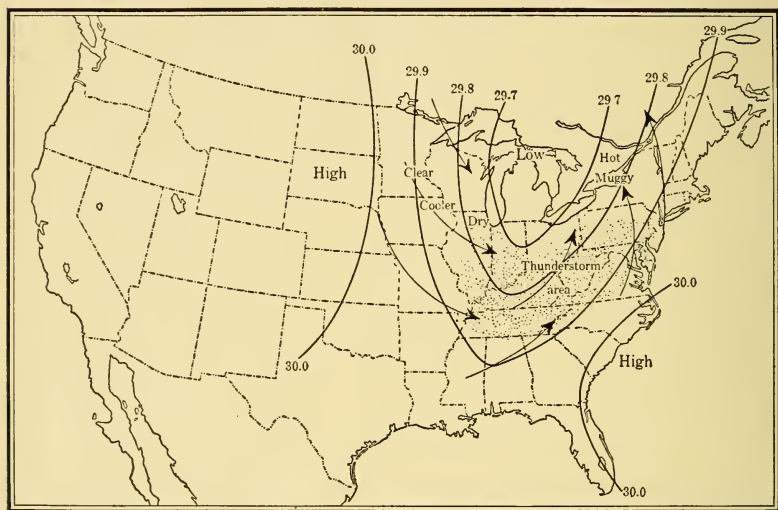 30.0
29.9
29.8
29.7
29.7
29.8
29.9
High
Clear
Cooler
Dry
Low
Hot
Muggy
Thunderstorm
area
30.0
High
30.0
30.0